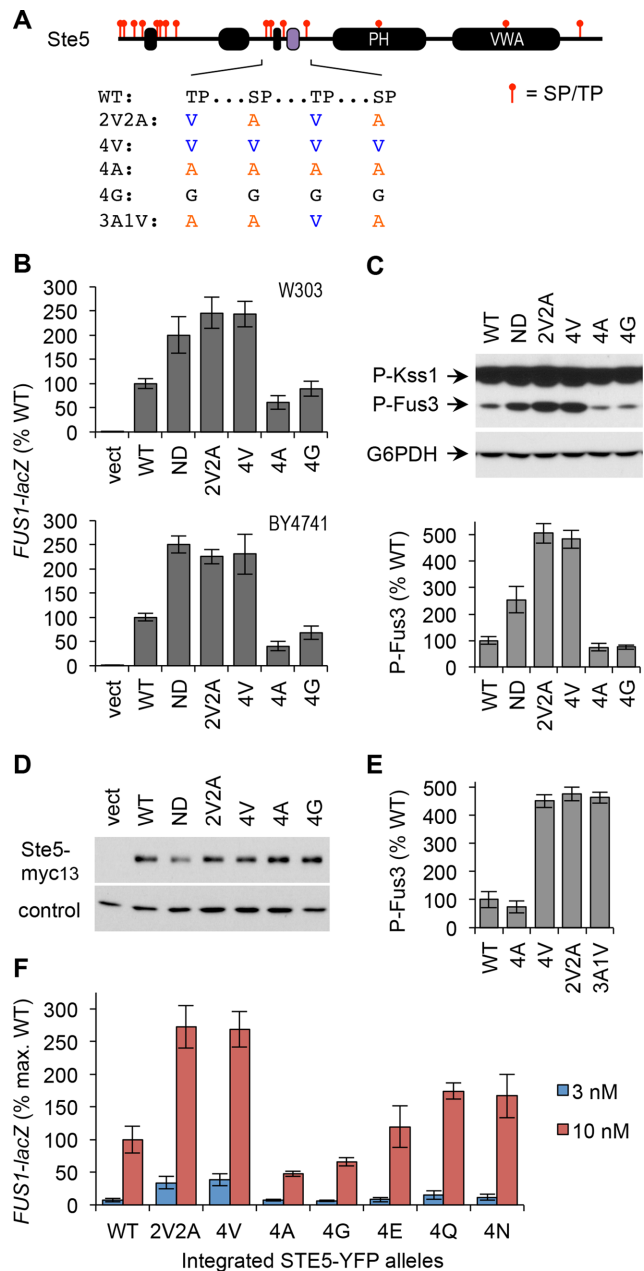 A
Ste5
PH
VWA
WT: TP...SP...TP...SP
= SP/TP
2V2A: V A V A
4V: V V V V
4A: A A A A
4G: G G G G
3A1V: A A V A
B
FUS1-lacZ (% WT)
W303
300
250
200
150
100
50
0
vect WT ND 2V2A 4V 4A 4G
BY4741
300
250
200
150
100
50
0
vect WT ND 2V2A 4V 4A 4G
C
WT ND 2V2A 4V 4A 4G
P-Kss1
P-Fus3
G6PDH
P-Fus3 (% WT)
500
400
300
200
100
0
WT ND 2V2A 4V 4A 4G
D
vect WT ND 2V2A 4V 4A 4G
Ste5-
myc13
control
E
P-Fus3 (% WT)
500
400
300
200
100
0
WT 4A 4V 2V2A 3A1V
F
FUS1-lacZ (% max. WT)
300
250
200
150
100
50
0
3 nM
10 nM
WT 2V2A 4V 4A 4G 4E 4Q 4N
Integrated STE5-YFP alleles